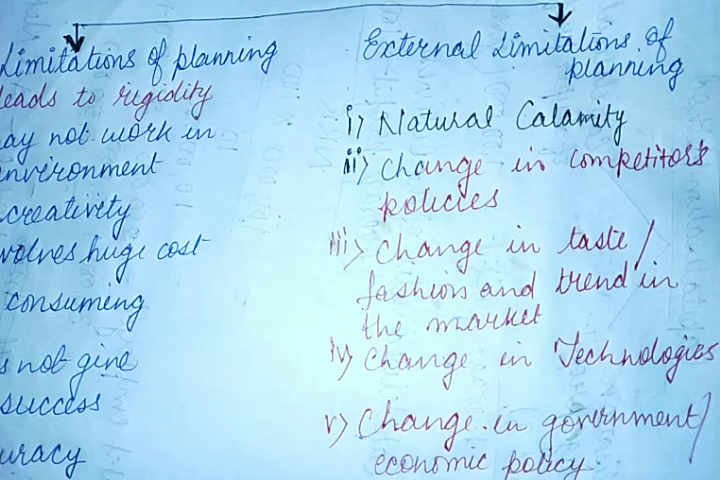 Limitations of planning
leads to rigidity
ay not work in
nvironment
creativity
volves huge cost
consuming
s not give
success
uracy
External Limitations of
planning
i) Natural Calamity
ii) Change in competitor's
policies
iii) Change in taste/
fashion and trend in
the market
iv) Change in Technologies
v) Change in government/
economic policy.